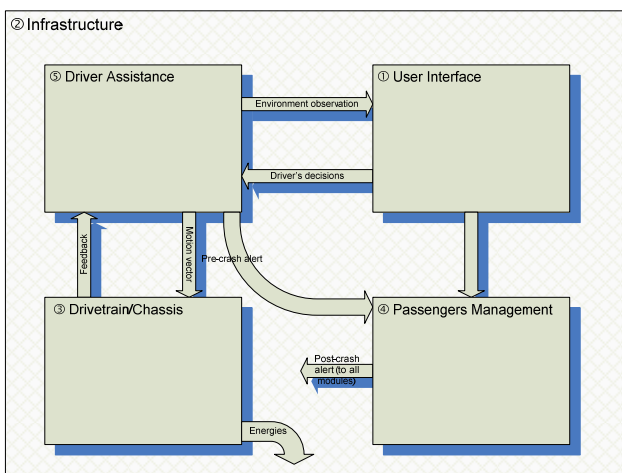 ② Infrastructure
⑤ Driver Assistance
① User Interface
Environment observation
Driver's decisions
Feedback
Motion vector
Pre-crash alert
③ Drivetrain/Chassis
④ Passengers Management
Post-crash
alert (to all
modules)
Energies